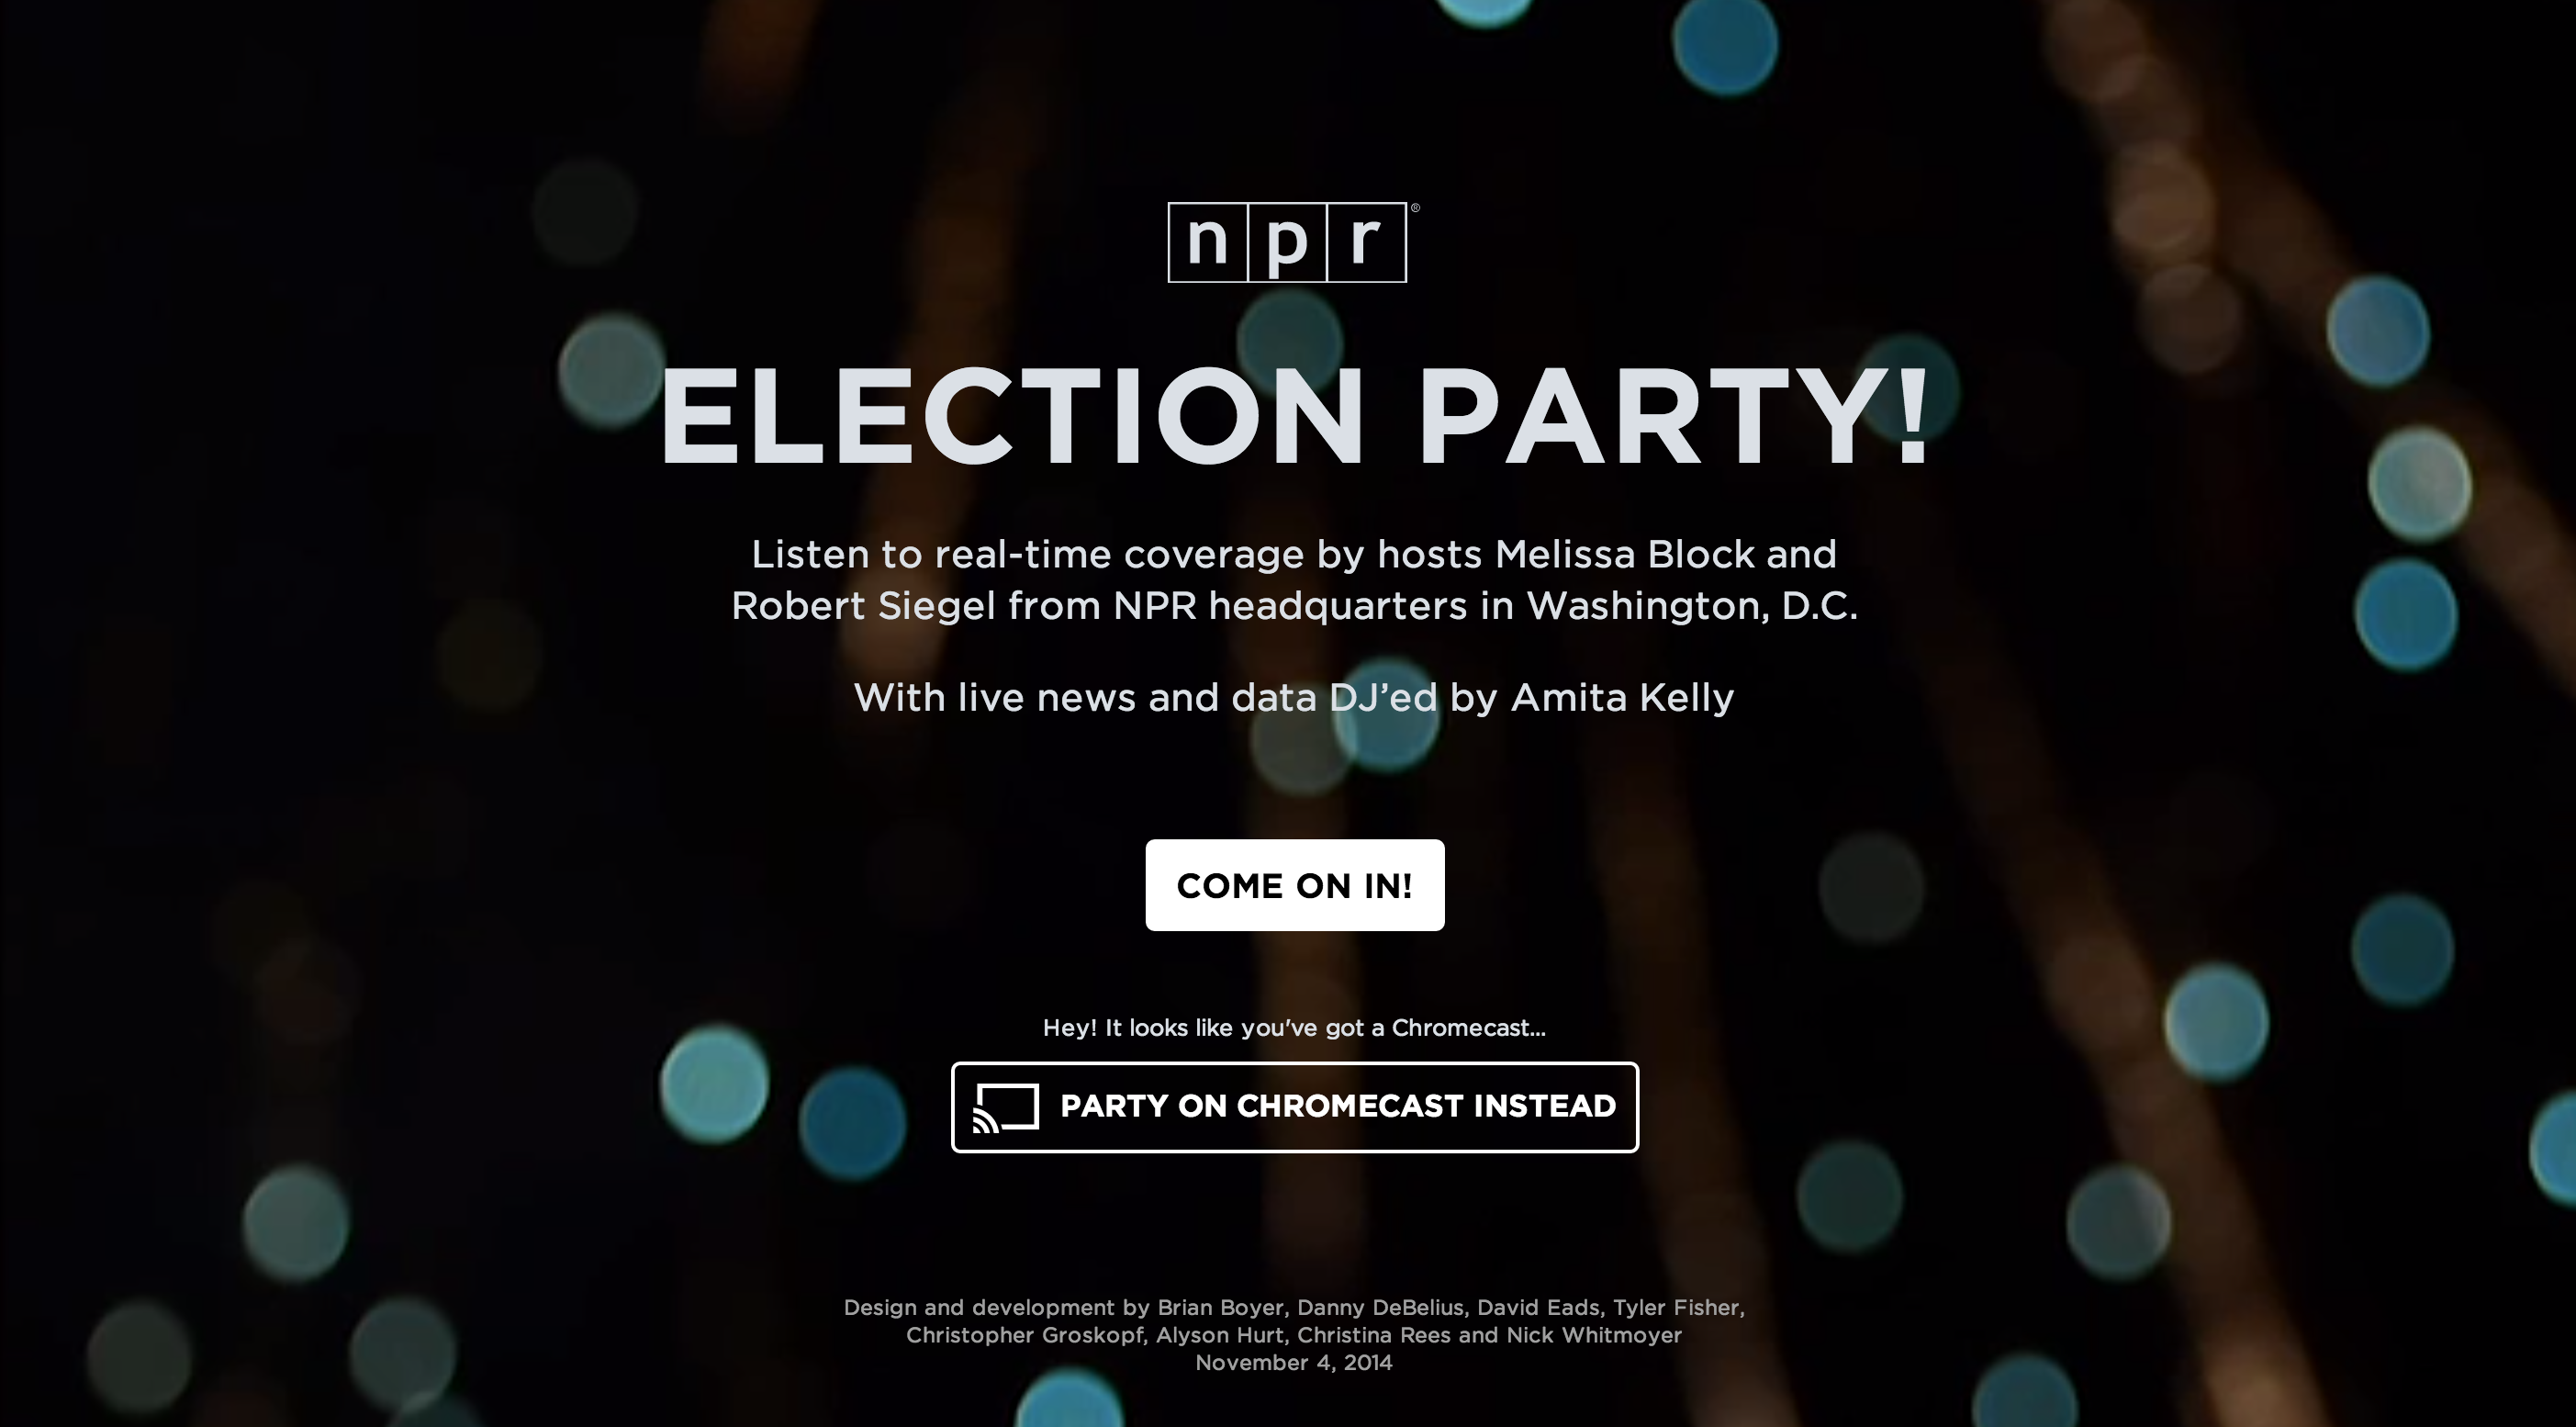 npr®
ELECTION PARTY!
Listen to real-time coverage by hosts Melissa Block and
Robert Siegel from NPR headquarters in Washington, D.C.
With live news and data DJ’ed by Amita Kelly
COME ON IN!
Hey! It looks like you've got a Chromecast...
PARTY ON CHROMECAST INSTEAD
Design and development by Brian Boyer, Danny DeBelius, David Eads, Tyler Fisher,
Christopher Groskopf, Alyson Hurt, Christina Rees and Nick Whitmoyer
November 4, 2014